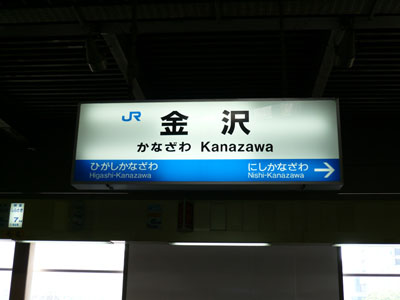 JR 金沢
かなざわ Kanazawa
ひがしかなざわ にしかなざわ
Higashi-Kanazawa Nishi-Kanazawa
7